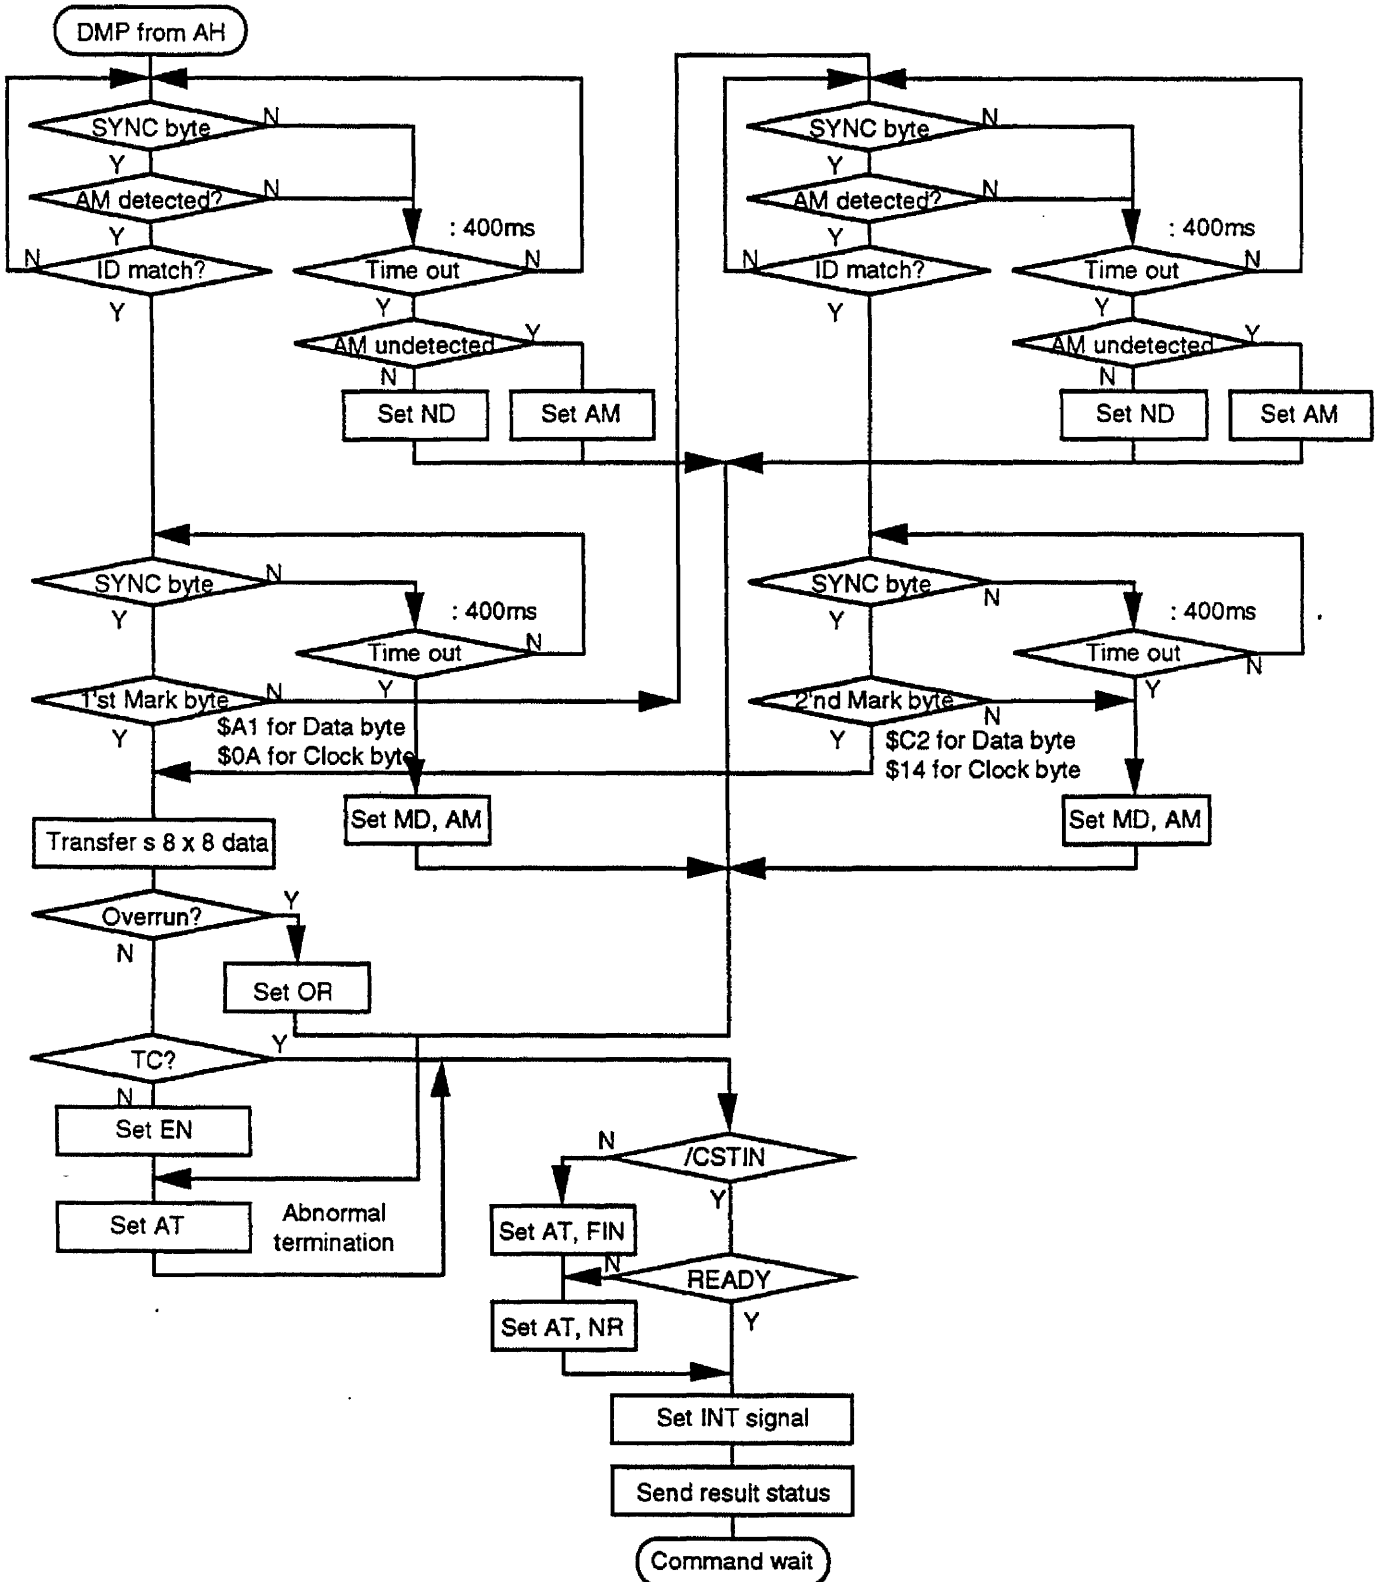 DMP from AH
SYNC byte
N
Y
AM detected?
N
Y
: 400ms
N
ID match?
Time out
N
Y
Y
AM undetected
Y
N
Set ND
Set AM
SYNC byte
N
Y
AM detected?
N
Y
: 400ms
N
ID match?
Time out
N
Y
Y
AM undetected
Y
N
Set ND
Set AM
SYNC byte
N
Y
: 400ms
Time out
N
Y
1'st Mark byte
N
Y
$A1 for Data byte
$0A for Clock byte
Set MD, AM
SYNC byte
N
Y
: 400ms
Time out
N
Y
2'nd Mark byte
N
Y
$C2 for Data byte
$14 for Clock byte
Set MD, AM
Transfer s 8 x 8 data
Overrun?
Y
N
Set OR
TC?
Y
N
Set EN
Set AT
Abnormal
termination
/CSTIN
N
Y
Set AT, FIN
READY
N
Y
Set AT, NR
Set INT signal
Send result status
Command wait